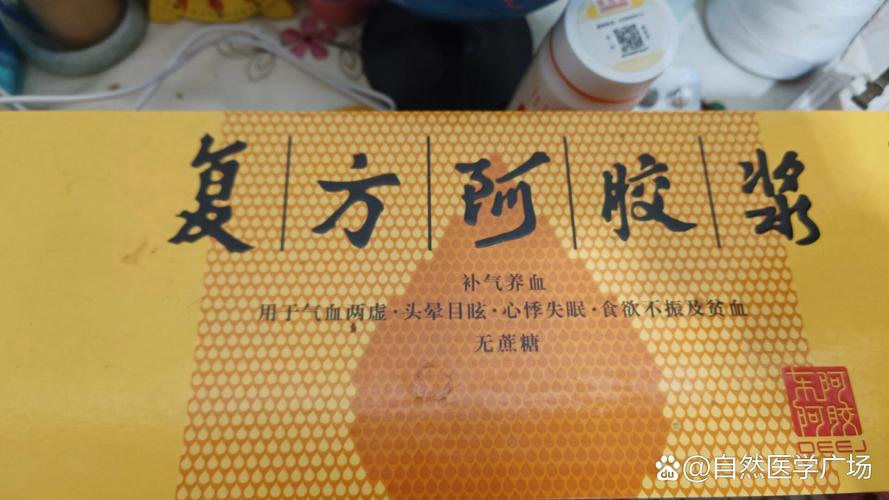 复方阿胶浆
补气养血
用于气血两虚·头晕目眩·心悸失眠·食欲不振及贫血
无蔗糖
东阿阿胶
DEEJ
@自然医学广场